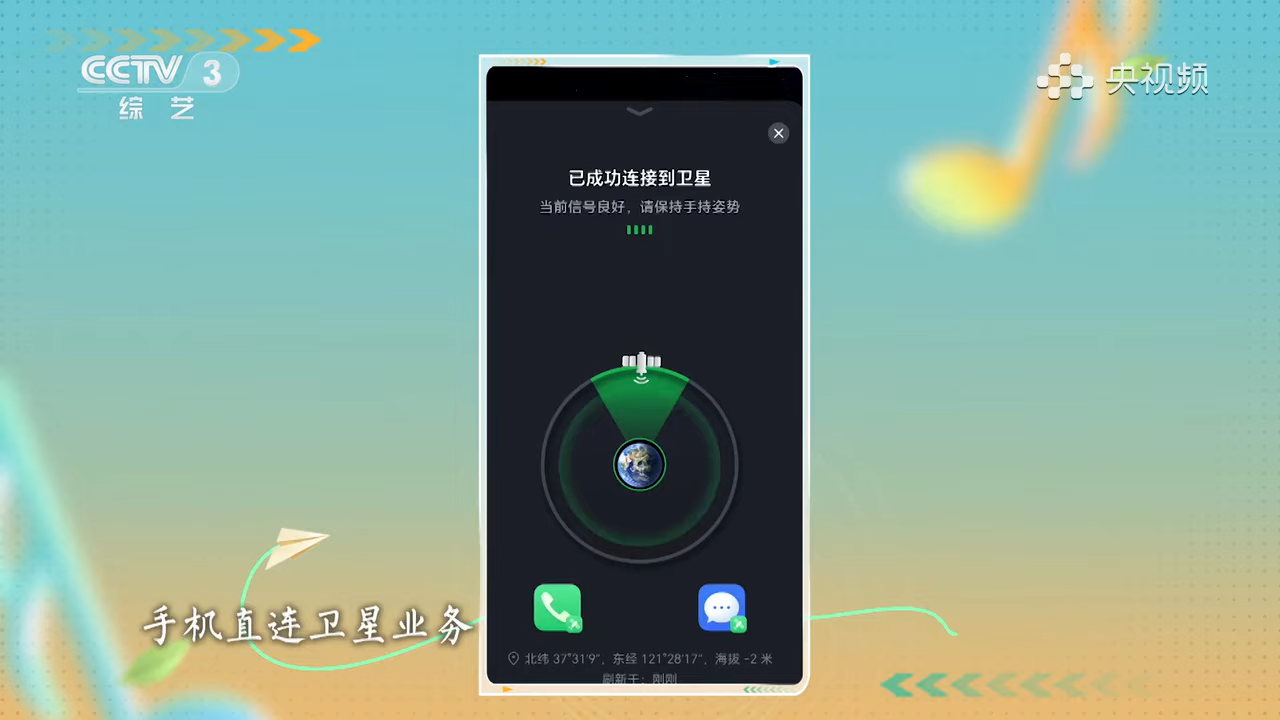 CCTV 3
综 艺
央视频
已成功连接到卫星
当前信号良好，请保持手持姿势
手机直连卫星业务
北纬 37°31'9"，东经 121°28'17"，海拔 -2 米
刷新于：刚刚